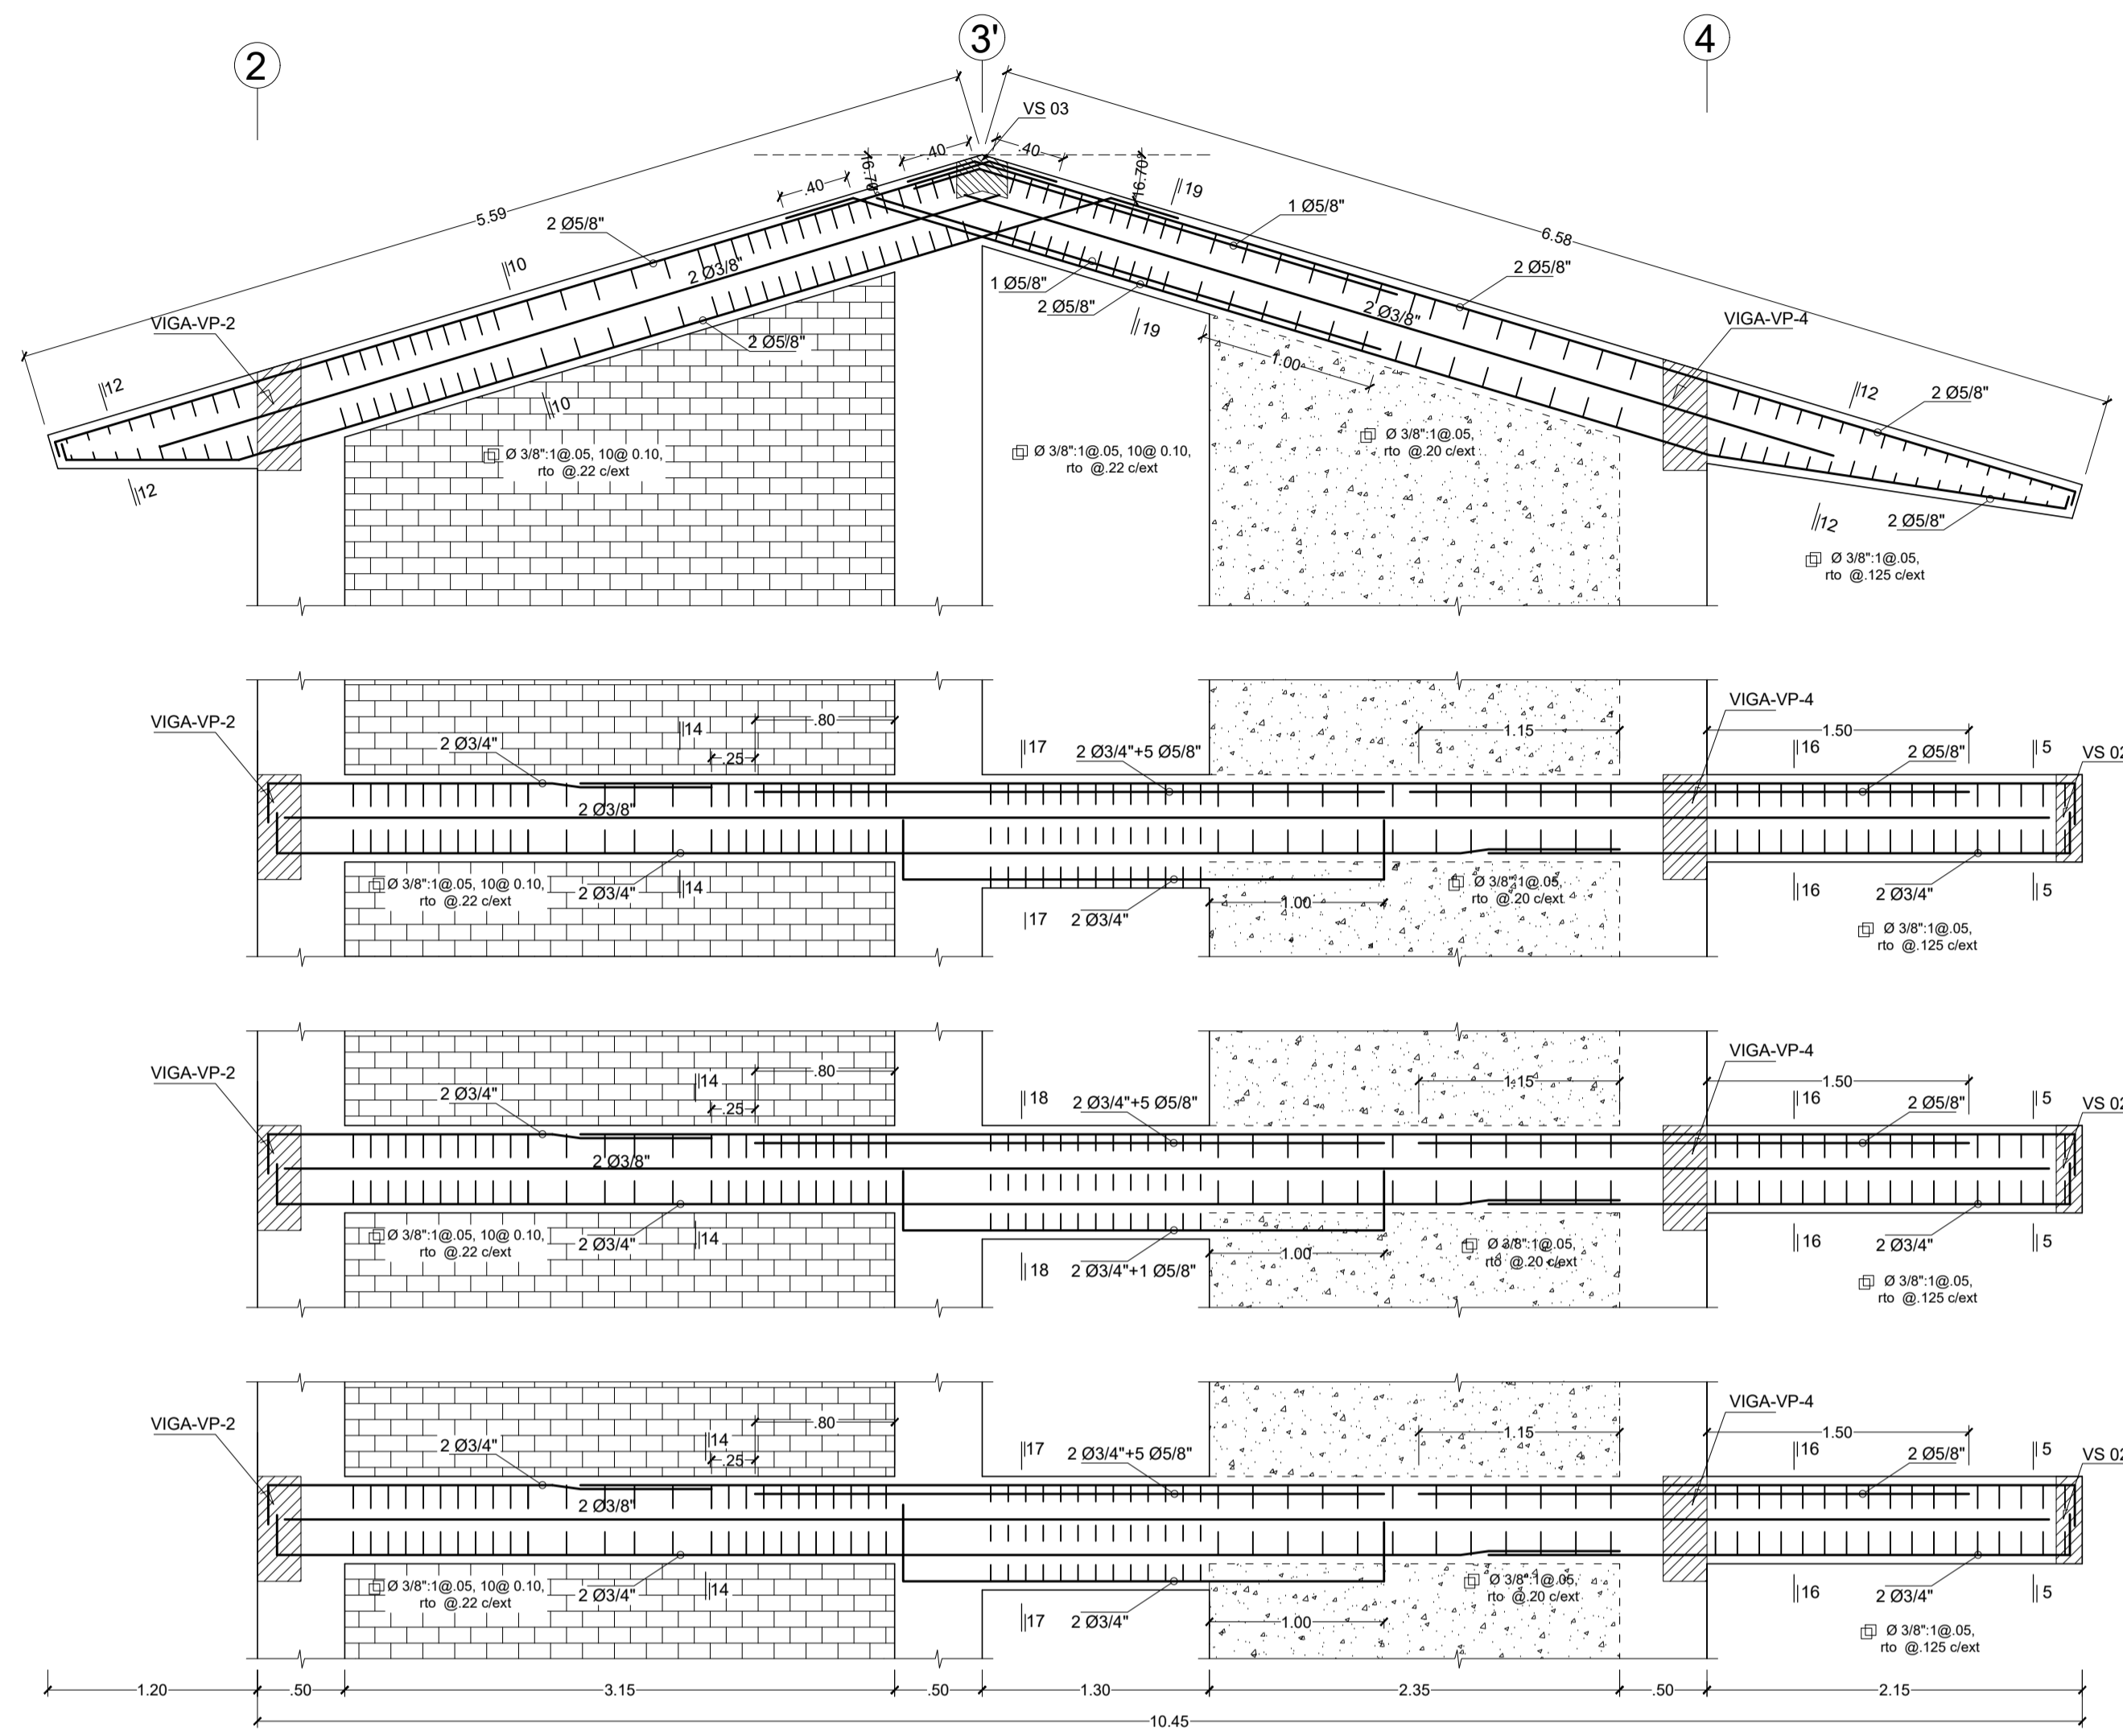 2
3'
4
VS 03
.40
.40
.40
16.70°
16.70°
5.59
6.58
2 Ø5/8"
10
2 Ø3/8"
19
1 Ø5/8"
2 Ø5/8"
VIGA-VP-2
VIGA-VP-4
2 Ø5/8"
1 Ø5/8"
2 Ø5/8"
19
2 Ø3/8"
1.00
12
12
2 Ø5/8"
10
Ø 3/8":1@.05, 10@ 0.10,
rto @.22 c/ext
Ø 3/8":1@.05, 10@ 0.10,
rto @.22 c/ext
Ø 3/8":1@.05,
rto @.20 c/ext
12
12
2 Ø5/8"
Ø 3/8":1@.05,
rto @.125 c/ext
VIGA-VP-2
2 Ø3/4"
14
.25
.80
17
2 Ø3/4"+5 Ø5/8"
1.15
VIGA-VP-4
1.50
16
2 Ø5/8"
5
VS 02
2 Ø3/8"
Ø 3/8":1@.05, 10@ 0.10,
rto @.22 c/ext
2 Ø3/4"
14
17
2 Ø3/4"
1.00
Ø 3/8":1@.05,
rto @.20 c/ext
16
2 Ø3/4"
5
Ø 3/8":1@.05,
rto @.125 c/ext
VIGA-VP-2
2 Ø3/4"
14
.25
.80
18
2 Ø3/4"+5 Ø5/8"
1.15
VIGA-VP-4
1.50
16
2 Ø5/8"
5
VS 02
2 Ø3/8"
Ø 3/8":1@.05, 10@ 0.10,
rto @.22 c/ext
2 Ø3/4"
14
18
2 Ø3/4"+1 Ø5/8"
1.00
Ø 3/8":1@.05,
rto @.20 c/ext
16
2 Ø3/4"
5
Ø 3/8":1@.05,
rto @.125 c/ext
VIGA-VP-2
2 Ø3/4"
14
.25
.80
17
2 Ø3/4"+5 Ø5/8"
1.15
VIGA-VP-4
1.50
16
2 Ø5/8"
5
VS 02
2 Ø3/8"
Ø 3/8":1@.05, 10@ 0.10,
rto @.22 c/ext
2 Ø3/4"
14
17
2 Ø3/4"
1.00
Ø 3/8":1@.05,
rto @.20 c/ext
16
2 Ø3/4"
5
Ø 3/8":1@.05,
rto @.125 c/ext
1.20
.50
3.15
.50
1.30
2.35
.50
2.15
10.45